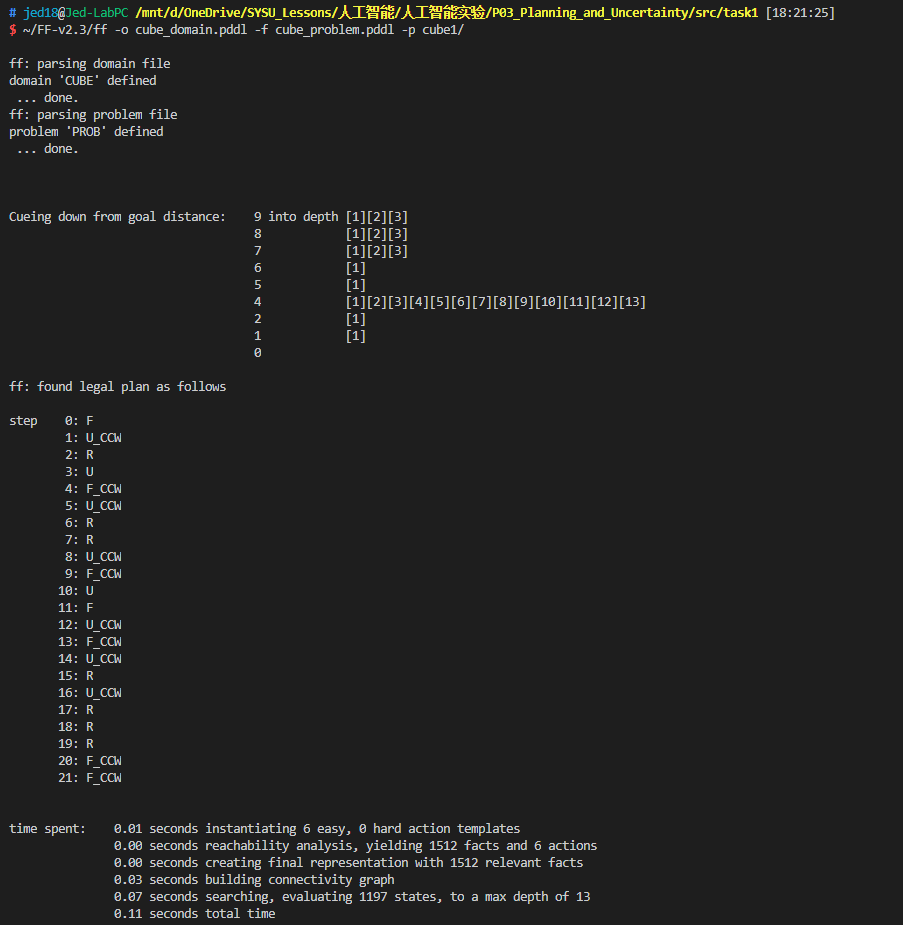 # jed18@Jed-LabPC /mnt/d/OneDrive/SYSU_Lessons/人工智能/人工智能实验/P03_Planning_and_Uncertainty/src/task1 [18:21:25]
$ ~/FF-v2.3/ff -o cube_domain.pddl -f cube_problem.pddl -p cube1/
ff: parsing domain file
domain 'CUBE' defined
... done.
ff: parsing problem file
problem 'PROB' defined
... done.
Cueing down from goal distance: 9 into depth [1][2][3]
8 [1][2][3]
7 [1][2][3]
6 [1]
5 [1]
4 [1][2][3][4][5][6][7][8][9][10][11][12][13]
2 [1]
1 [1]
0
ff: found legal plan as follows
step 0: F
1: U_CCW
2: R
3: U
4: F_CCW
5: U_CCW
6: R
7: R
8: U_CCW
9: F_CCW
10: U
11: F
12: U_CCW
13: F_CCW
14: U_CCW
15: R
16: U_CCW
17: R
18: R
19: R
20: F_CCW
21: F_CCW
time spent: 0.01 seconds instantiating 6 easy, 0 hard action templates
0.00 seconds reachability analysis, yielding 1512 facts and 6 actions
0.00 seconds creating final representation with 1512 relevant facts
0.03 seconds building connectivity graph
0.07 seconds searching, evaluating 1197 states, to a max depth of 13
0.11 seconds total time